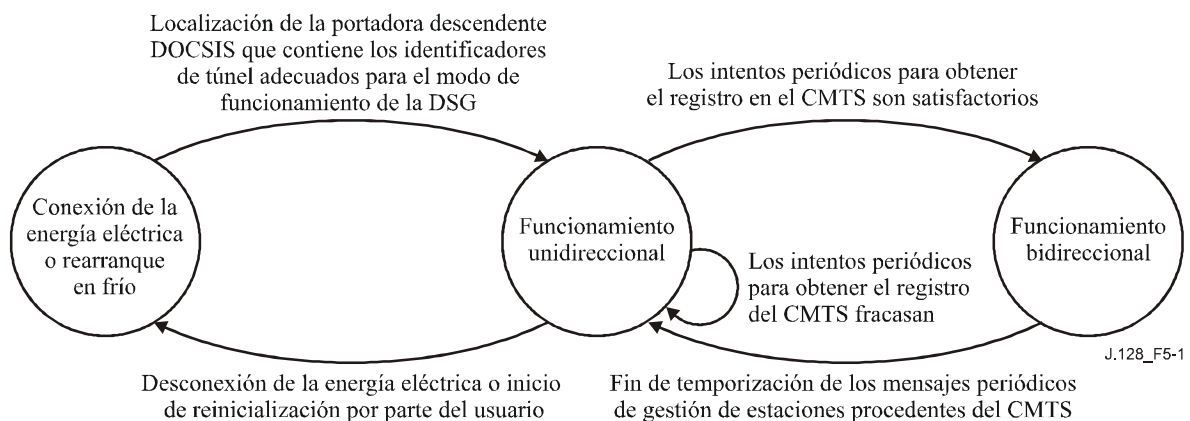 Localización de la portadora descendente
DOCSIS que contiene los identificadores
de túnel adecuados para el modo de
funcionamiento de la DSG
Los intentos periódicos para obtener
el registro en el CMTS son satisfactorios
Conexión de la
energía eléctrica
o rearranque
en frío
Funcionamiento
unidireccional
Funcionamiento
bidireccional
Los intentos periódicos
para obtener el registro
del CMTS fracasan
J.128_F5-1
Desconexión de la energía eléctrica o inicio
de reinicialización por parte del usuario
Fin de temporización de los mensajes periódicos
de gestión de estaciones procedentes del CMTS